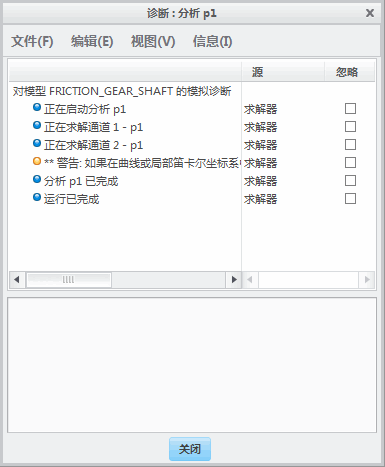 诊断 : 分析 p1
文件(F) 编辑(E) 视图(V) 信息(I)
源 忽略
对模型 FRICTION_GEAR_SHAFT 的模拟诊断
正在启动分析 p1 求解器
正在求解通道 1 - p1 求解器
正在求解通道 2 - p1 求解器
** 警告: 如果在曲线或局部笛卡尔坐标系 求解器
分析 p1 已完成 求解器
运行已完成 求解器
关闭